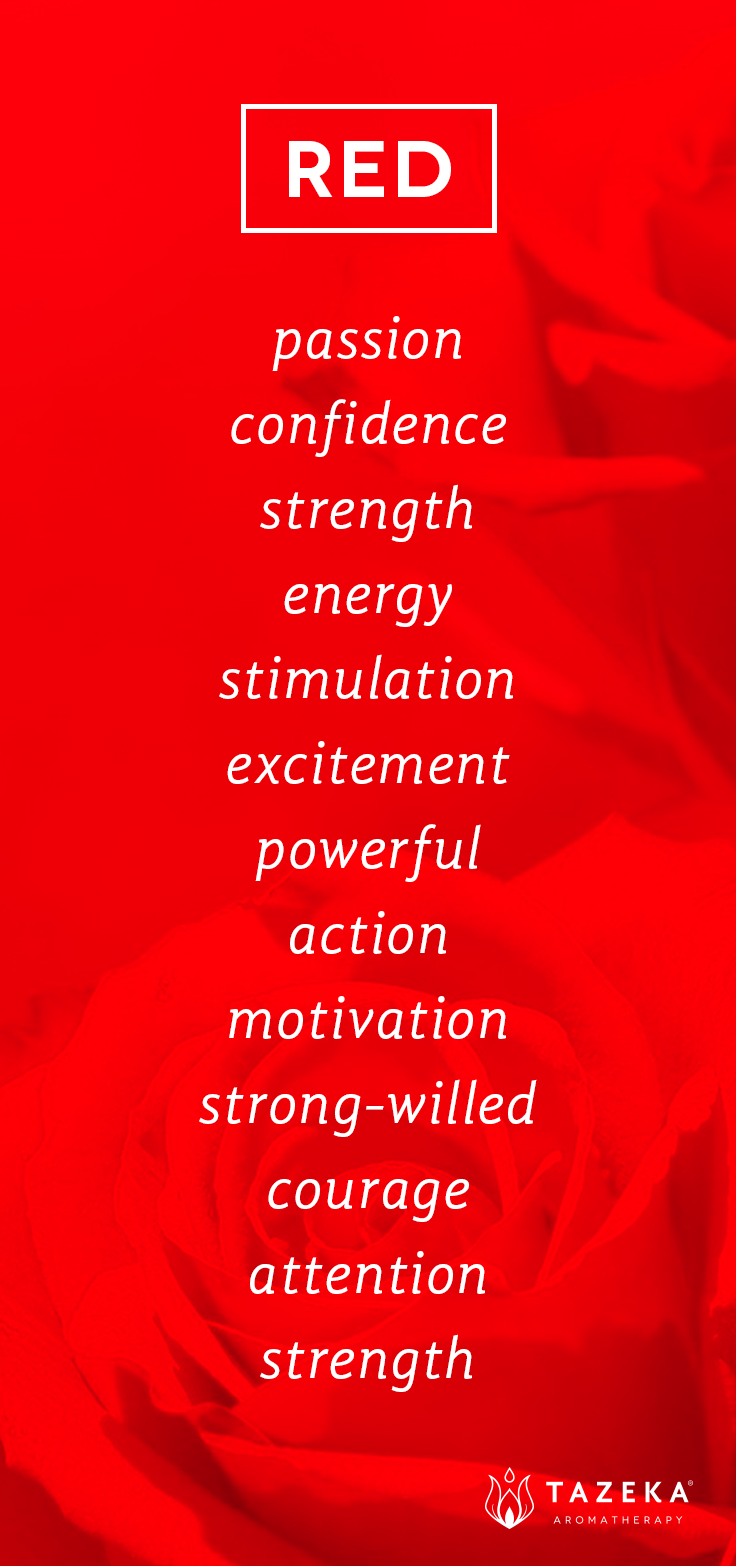 RED
passion
confidence
strength
energy
stimulation
excitement
powerful
action
motivation
strong-willed
courage
attention
strength
TAZEKA®
AROMATHERAPY